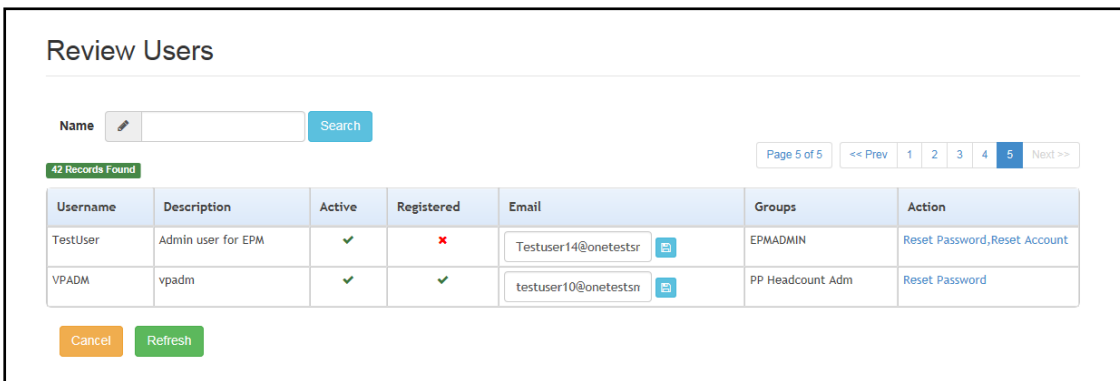 Review Users
Name Search
Page 5 of 5 << Prev 1 2 3 4 5 Next >>
42 Records Found
Username Description Active Registered Email Groups Action
TestUser Admin user for EPM Testuser14@onetestsr EPMADMIN Reset Password,Reset Account
VPADM vpadm testuser10@onetestsn PP Headcount Adm Reset Password
Cancel Refresh